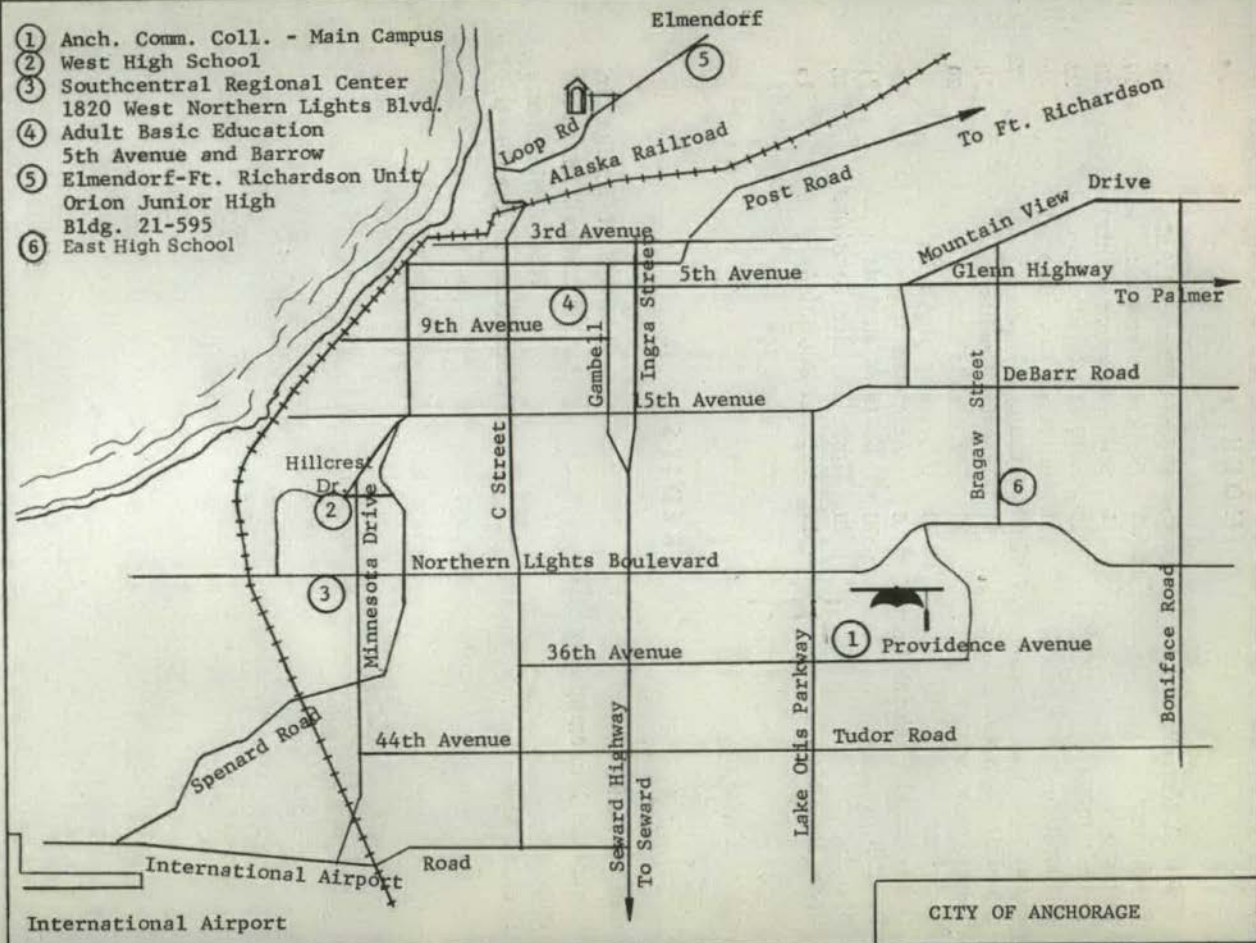 ① Anch. Comm. Coll. - Main Campus
② West High School
③ Southcentral Regional Center
1820 West Northern Lights Blvd.
④ Adult Basic Education
5th Avenue and Barrow
⑤ Elmendorf-Ft. Richardson Unit
Orion Junior High
Bldg. 21-595
⑥ East High School
Elmendorf
⑤
Loop Rd
Alaska Railroad
To Ft. Richardson
Post Road
Mountain View Drive
3rd Avenue
5th Avenue
Glenn Highway
To Palmer
④
9th Avenue
Gambell
Ingra Street
Bragaw Street
DeBarr Road
15th Avenue
C Street
Hillcrest
Dr.
②
⑥
Minnesota Drive
Northern Lights Boulevard
③
①
Providence Avenue
36th Avenue
Boniface Road
Lake Otis Parkway
Spenard Road
44th Avenue
Tudor Road
Seward Highway
To Seward
International Airport Road
International Airport
CITY OF ANCHORAGE